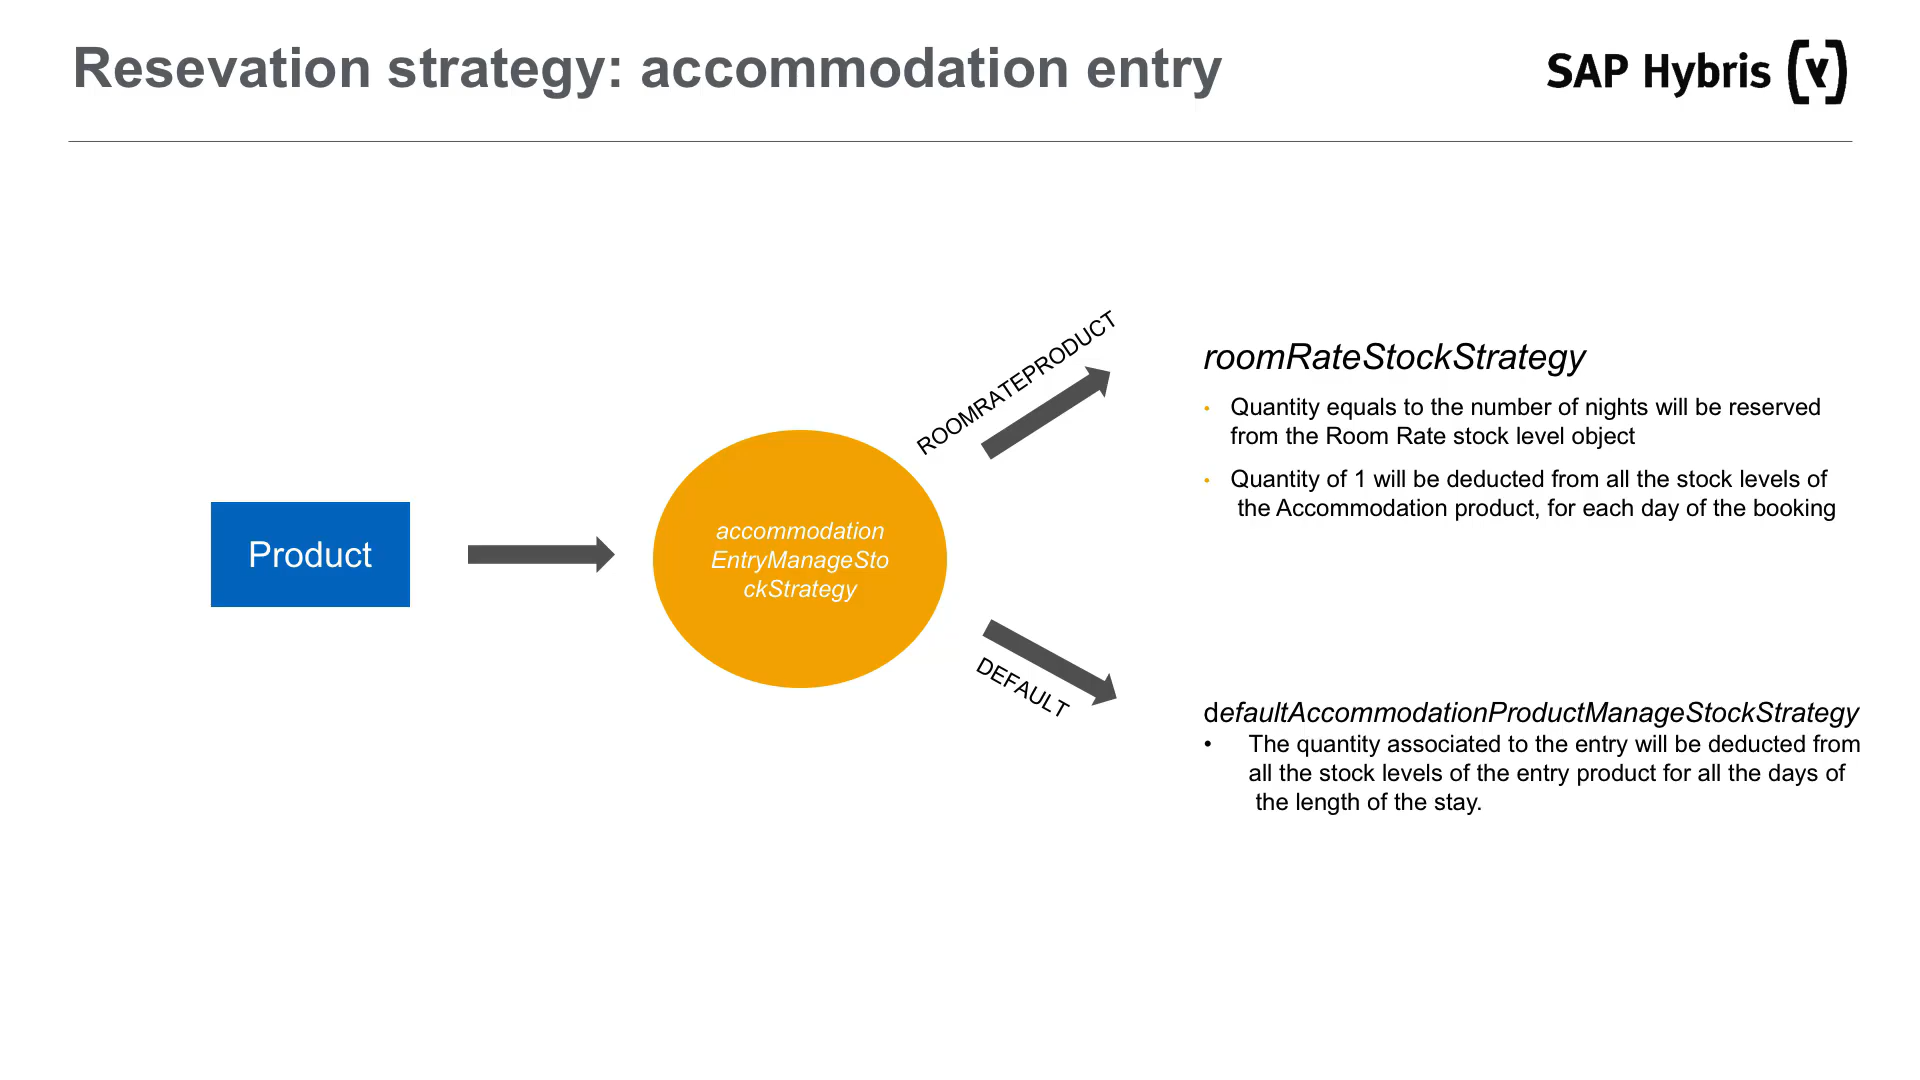 Resevation strategy: accommodation entry
SAP Hybris (y)
ROOMRATEPRODUCT
roomRateStockStrategy
• Quantity equals to the number of nights will be reserved
from the Room Rate stock level object
• Quantity of 1 will be deducted from all the stock levels of
the Accommodation product, for each day of the booking
Product
accommodation
EntryManageSto
ckStrategy
DEFAULT
defaultAccommodationProductManageStockStrategy
• The quantity associated to the entry will be deducted from
all the stock levels of the entry product for all the days of
the length of the stay.